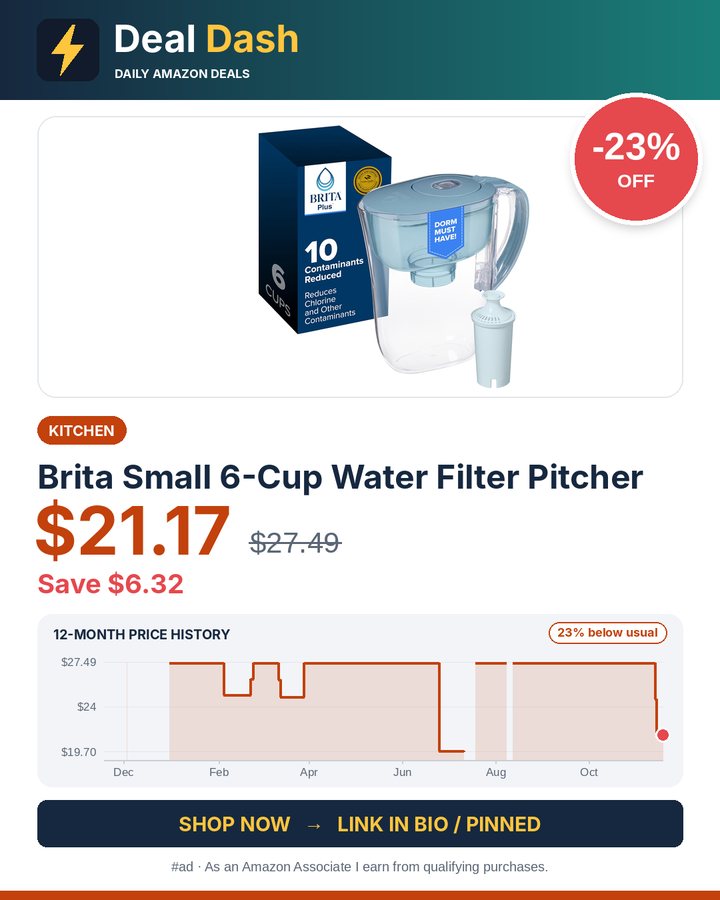 Deal Dash
DAILY AMAZON DEALS
-23%
OFF
BRITA
Plus
10
Contaminants
Reduced
Reduces
Chlorine
and Other
Contaminants
6
CUPS
DORM
MUST
HAVE!
KITCHEN
Brita Small 6-Cup Water Filter Pitcher
$21.17 $27.49
Save $6.32
12-MONTH PRICE HISTORY
23% below usual
$27.49
$24
$19.70
Dec Feb Apr Jun Aug Oct
SHOP NOW → LINK IN BIO / PINNED
#ad · As an Amazon Associate I earn from qualifying purchases.